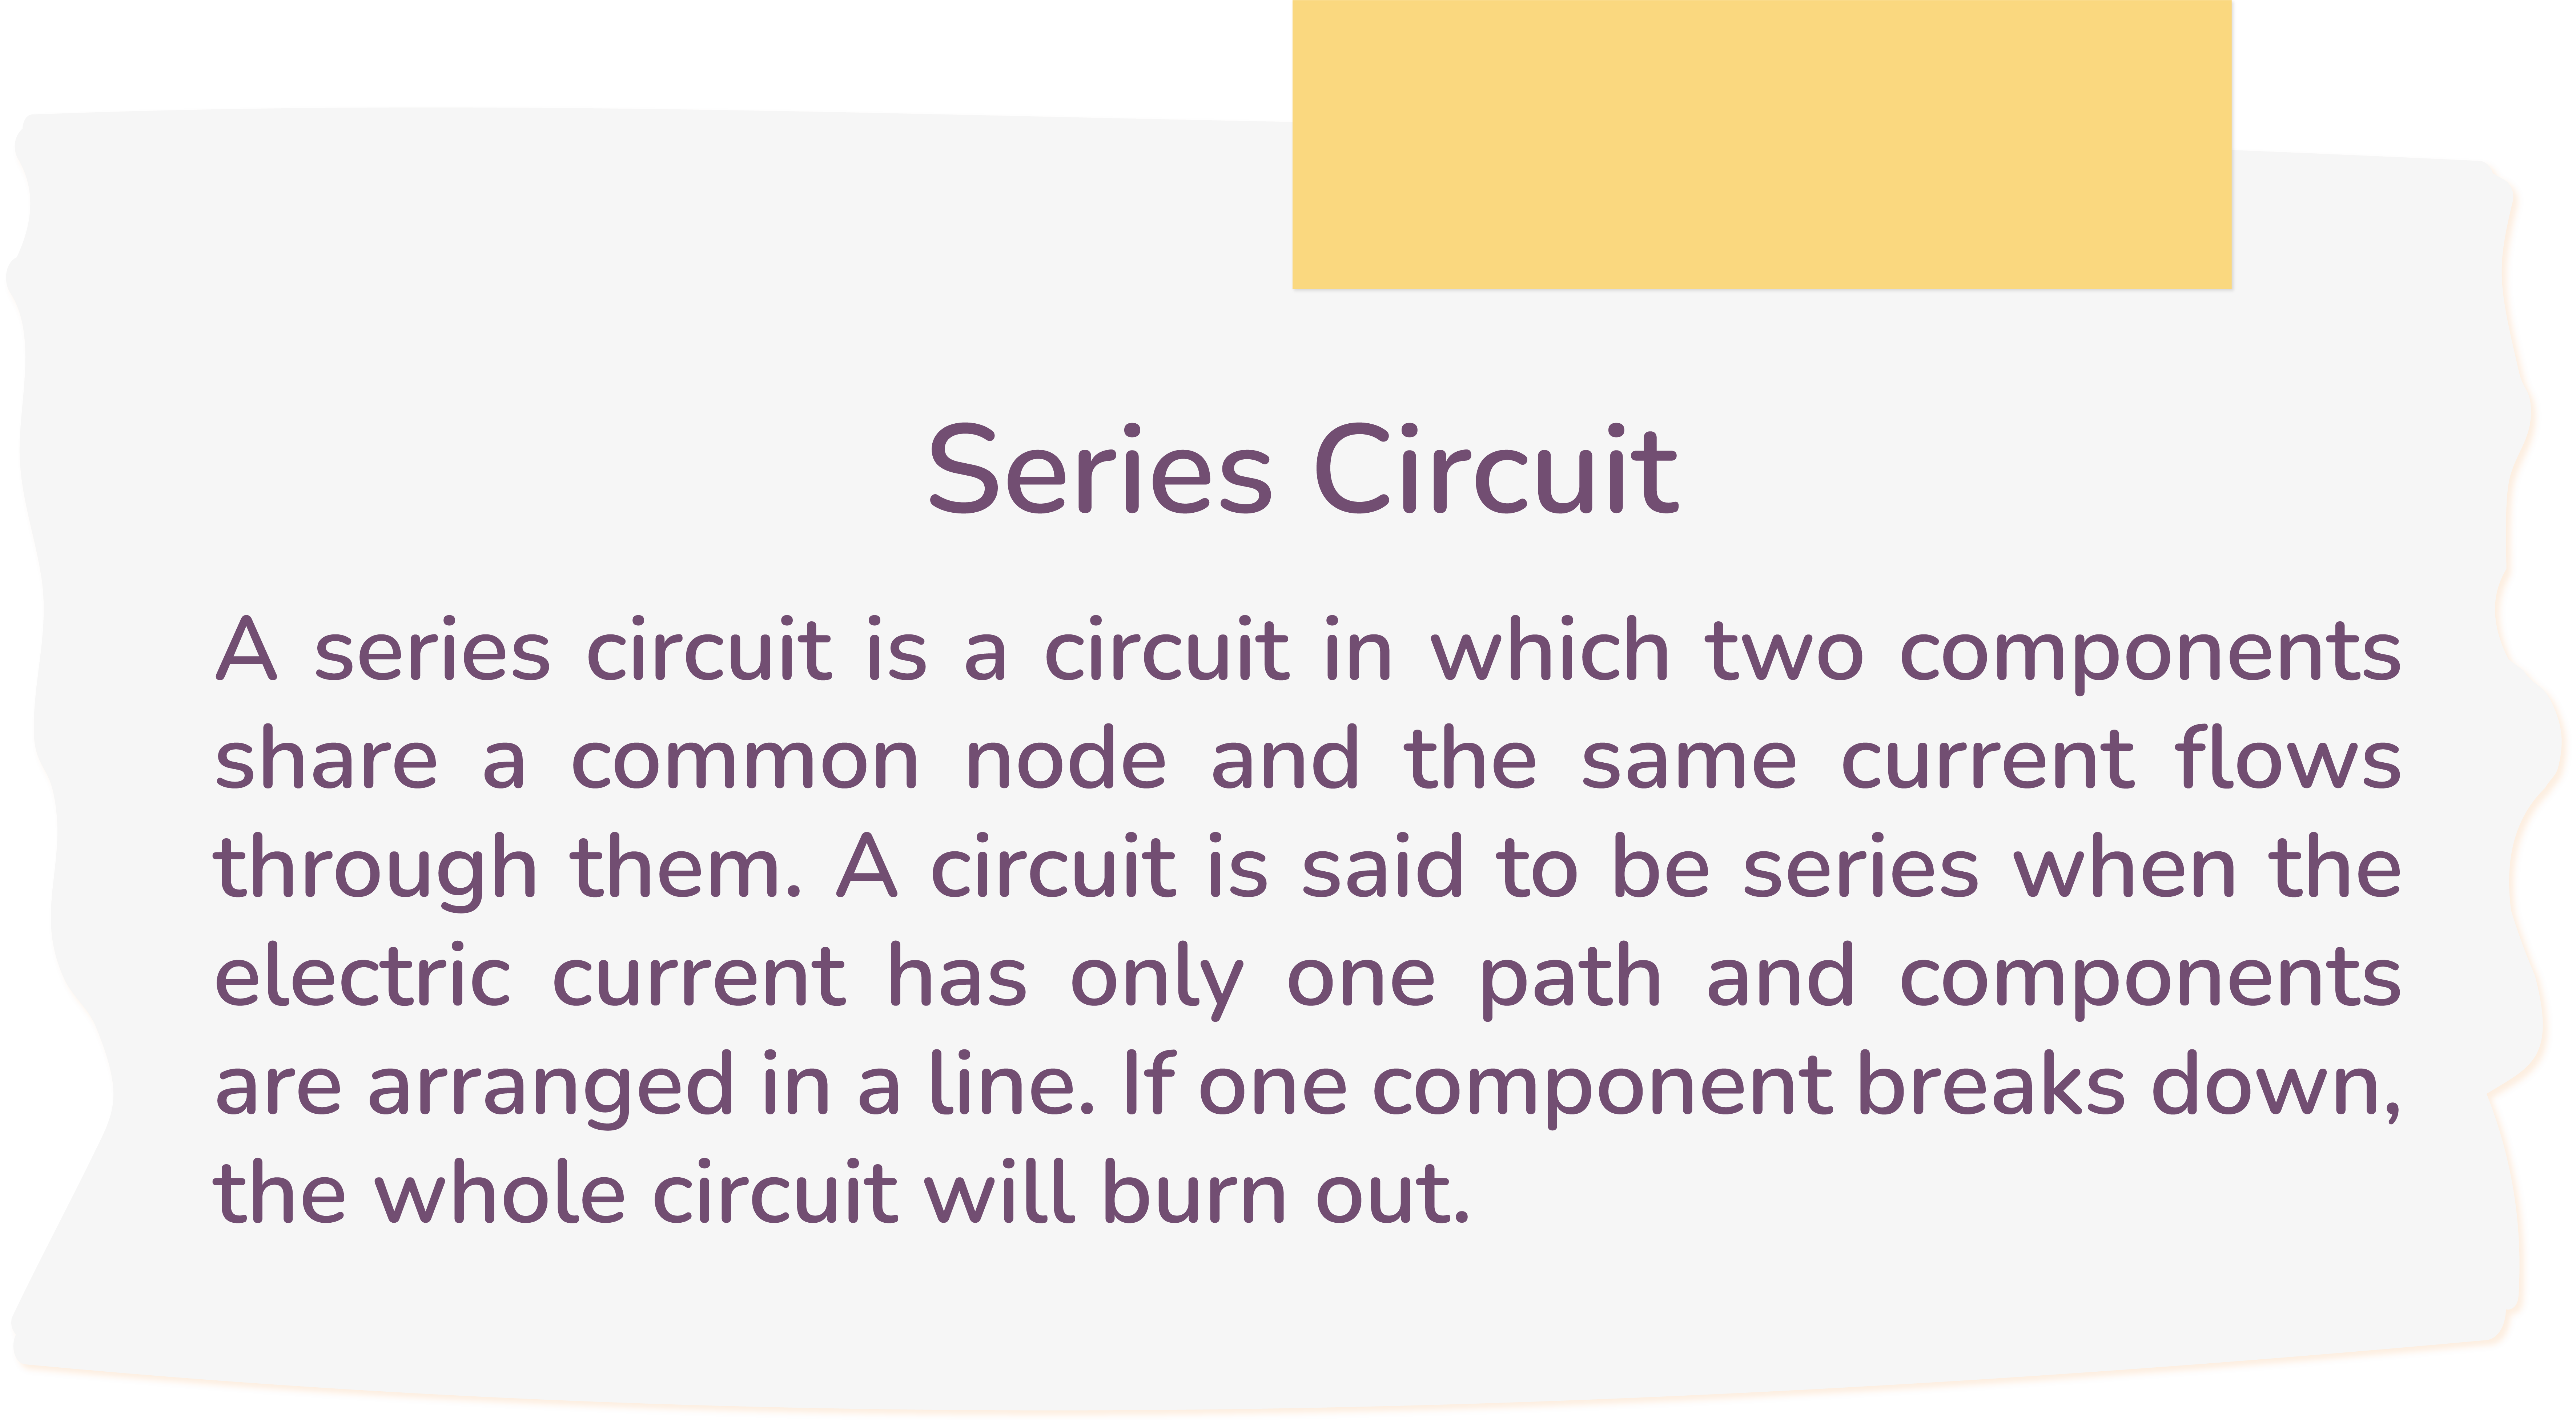 Series Circuit
A series circuit is a circuit in which two components
share a common node and the same current flows
through them. A circuit is said to be series when the
electric current has only one path and components
are arranged in a line. If one component breaks down,
the whole circuit will burn out.